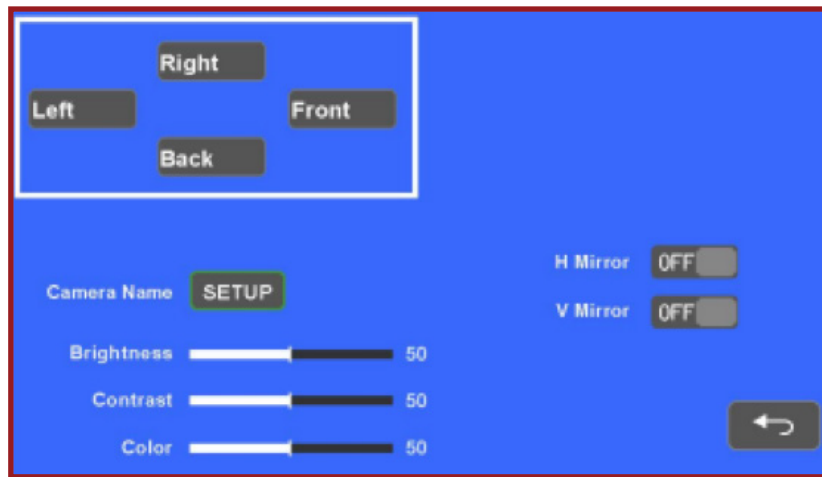 Right
Left Front
Back
Camera Name SETUP
Brightness 50
Contrast 50
Color 50
H Mirror OFF
V Mirror OFF